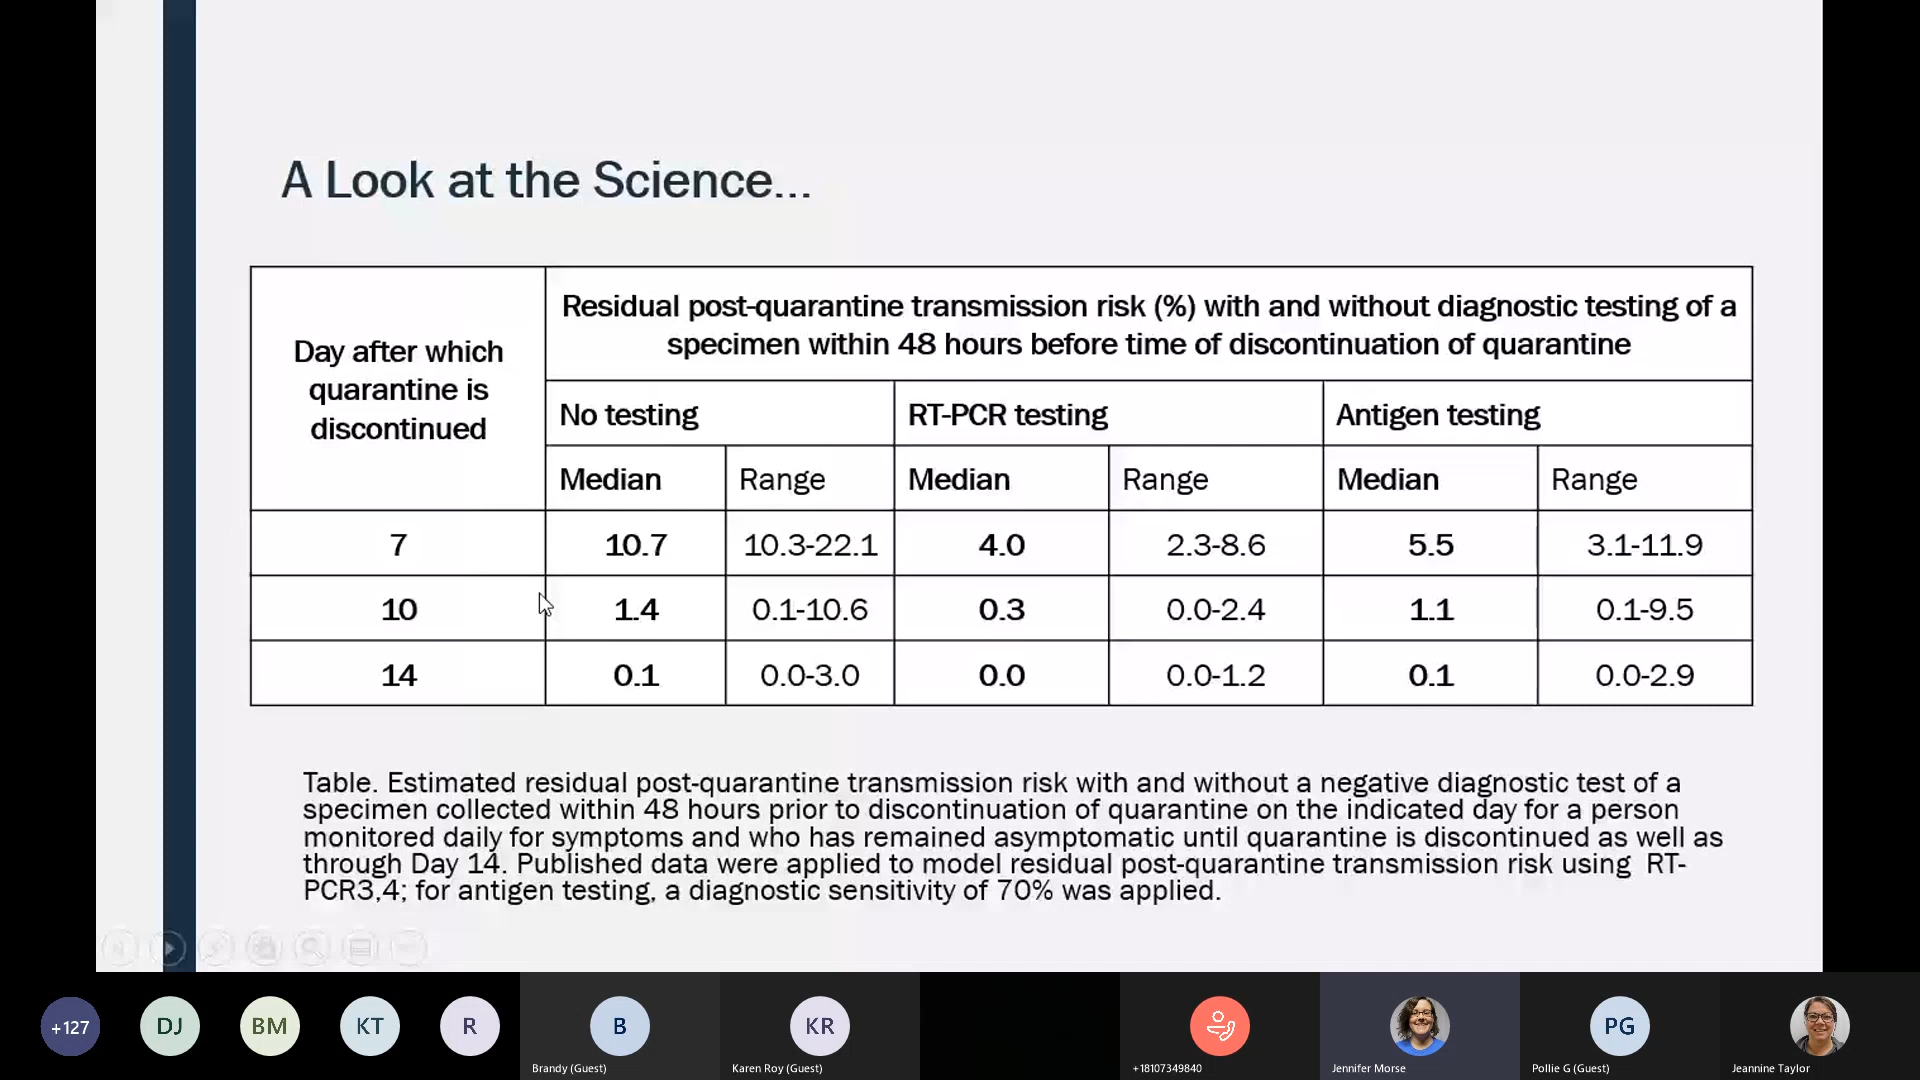 A Look at the Science...
Day after which
quarantine is
discontinued
Residual post-quarantine transmission risk (%) with and without diagnostic testing of a
specimen within 48 hours before time of discontinuation of quarantine
No testing RT-PCR testing Antigen testing
Median Range Median Range Median Range
7 10.7 10.3-22.1 4.0 2.3-8.6 5.5 3.1-11.9
10 1.4 0.1-10.6 0.3 0.0-2.4 1.1 0.1-9.5
14 0.1 0.0-3.0 0.0 0.0-1.2 0.1 0.0-2.9
Table. Estimated residual post-quarantine transmission risk with and without a negative diagnostic test of a
specimen collected within 48 hours prior to discontinuation of quarantine on the indicated day for a person
monitored daily for symptoms and who has remained asymptomatic until quarantine is discontinued as well as
through Day 14. Published data were applied to model residual post-quarantine transmission risk using RT-
PCR3,4; for antigen testing, a diagnostic sensitivity of 70% was applied.
+127 DJ BM KT R B KR PG
Brandy (Guest) Karen Roy (Guest) +18107349840 Jennifer Morse Pollie G (Guest) Jeannine Taylor